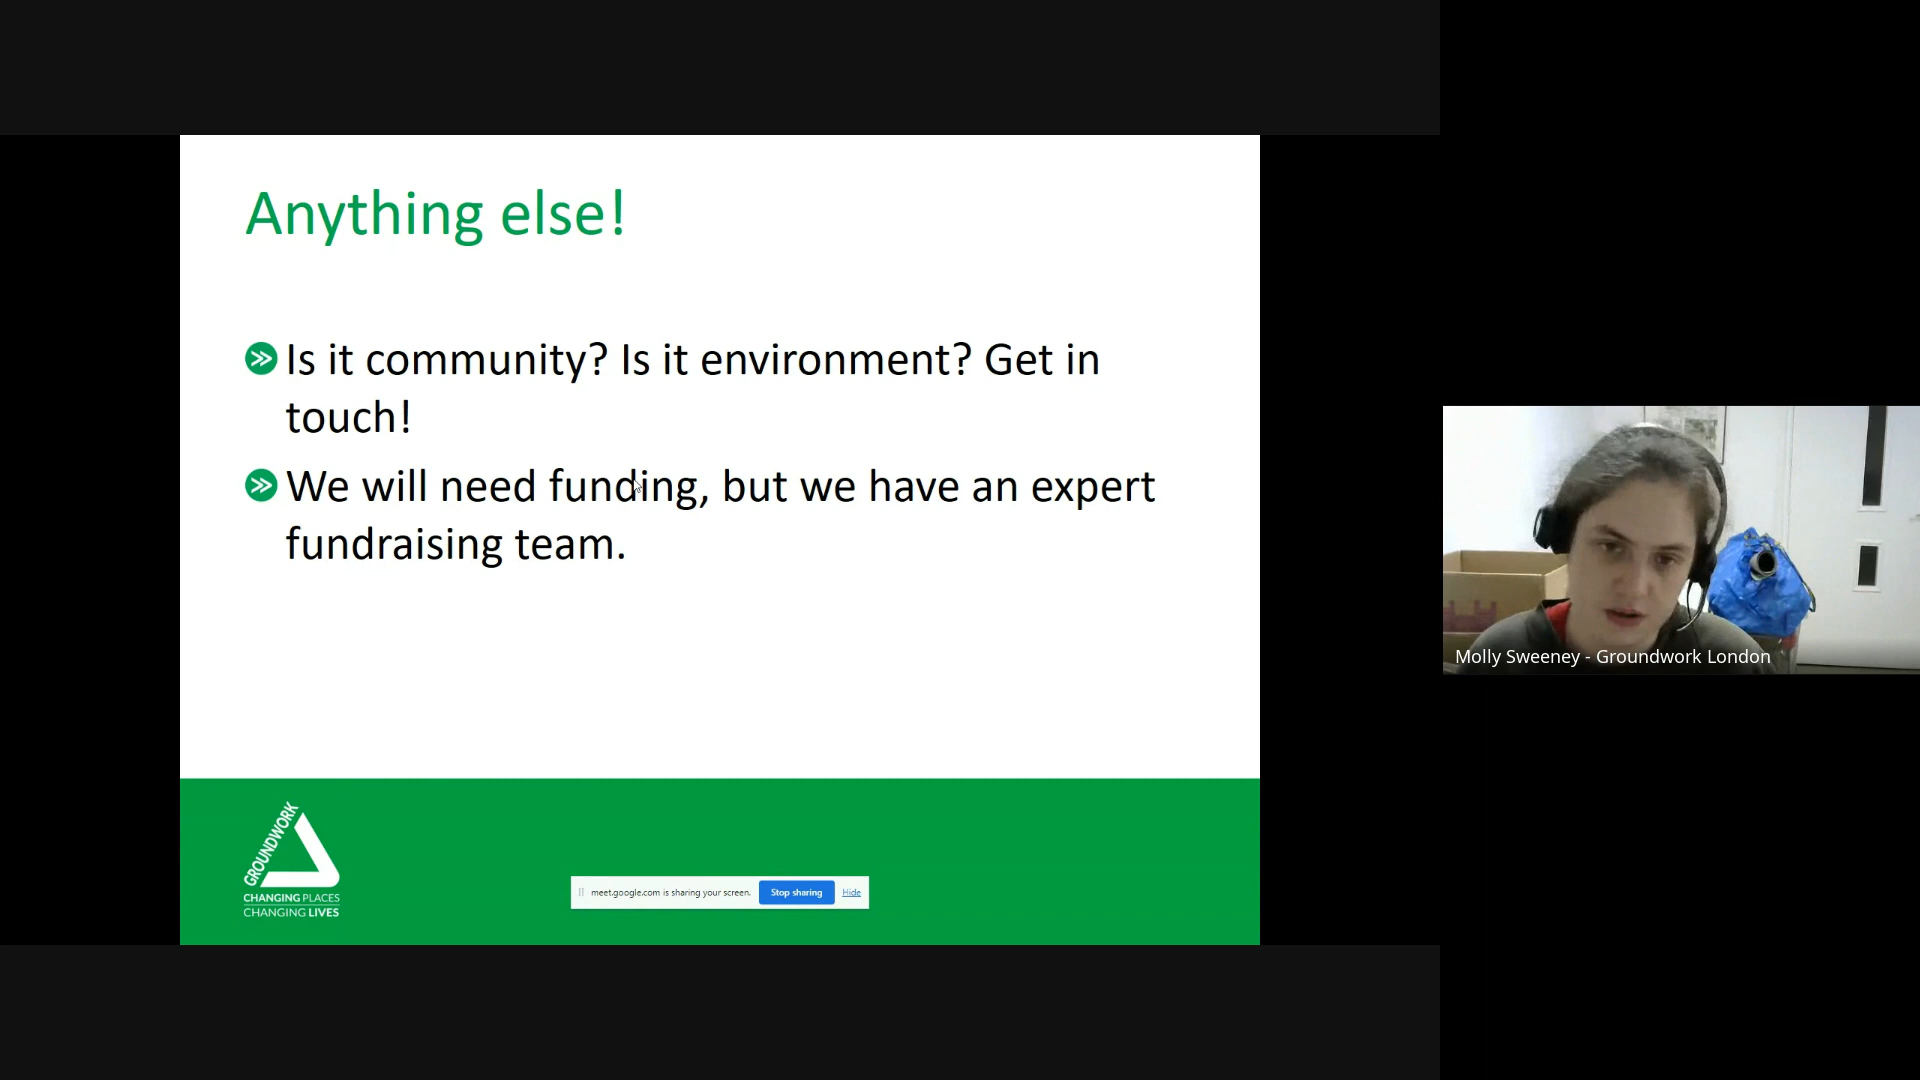 Anything else!
Is it community? Is it environment? Get in
touch!
We will need funding, but we have an expert
fundraising team.
GROUNDWORK
CHANGING PLACES
CHANGING LIVES
meet.google.com is sharing your screen.
Stop sharing
Hide
Molly Sweeney - Groundwork London